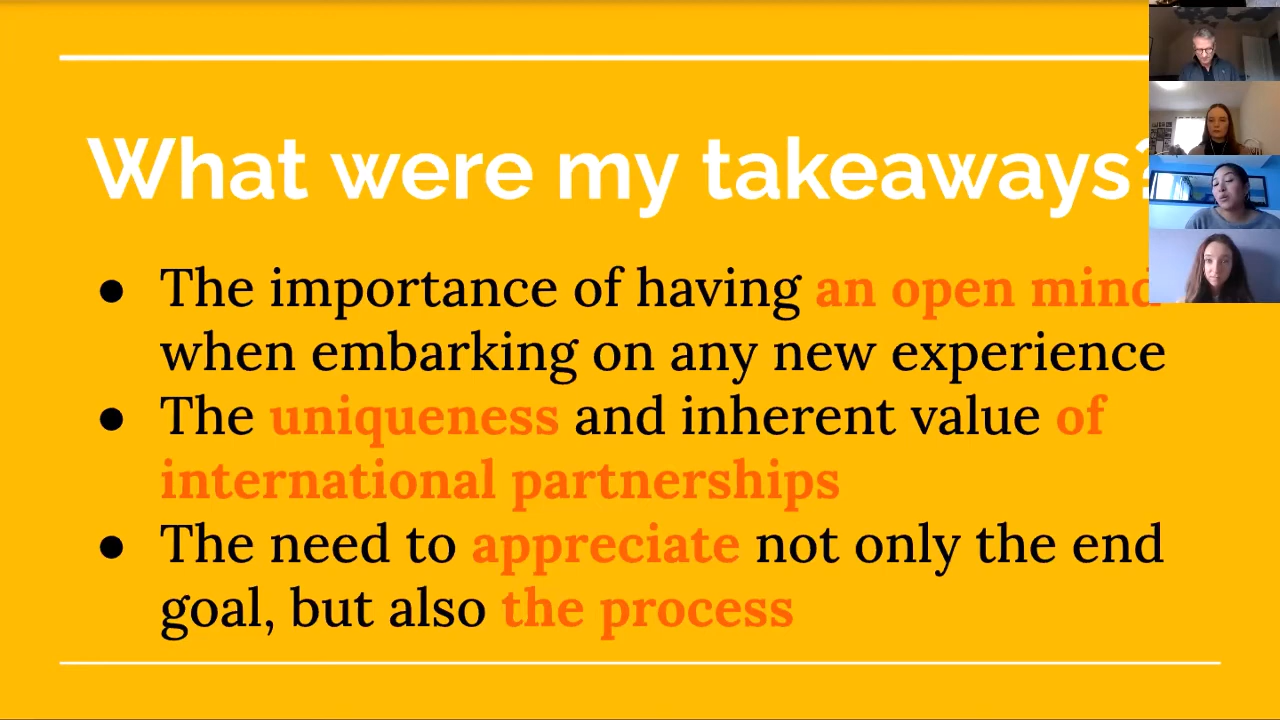 What were my takeaways?
● The importance of having an open mind
when embarking on any new experience
● The uniqueness and inherent value of
international partnerships
● The need to appreciate not only the end
goal, but also the process